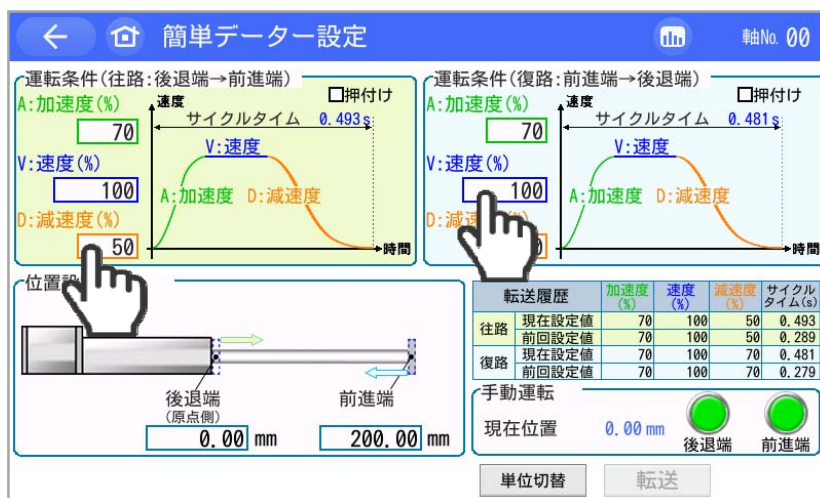 簡単データー設定
軸No. 00
運転条件(往路:後退端→前進端)
A:加速度(%)
70
V:速度(%)
100
D:減速度(%)
50
速度
□押付け
サイクルタイム 0.493s
V:速度
A:加速度 D:減速度
時間
運転条件(復路:前進端→後退端)
A:加速度(%)
70
V:速度(%)
100
D:減速度(%)
速度
□押付け
サイクルタイム 0.481s
V:速度
A:加速度 D:減速度
時間
後退端
(原点側)
0.00 mm
前進端
200.00 mm
転送履歴 加速度(%) 速度(%) 減速度(%) サイクルタイム(s)
往路 現在設定値 70 100 50 0.493
前回設定値 70 100 50 0.289
復路 現在設定値 70 100 70 0.481
前回設定値 70 100 70 0.279
手動運転
現在位置 0.00 mm
後退端 前進端
単位切替 転送